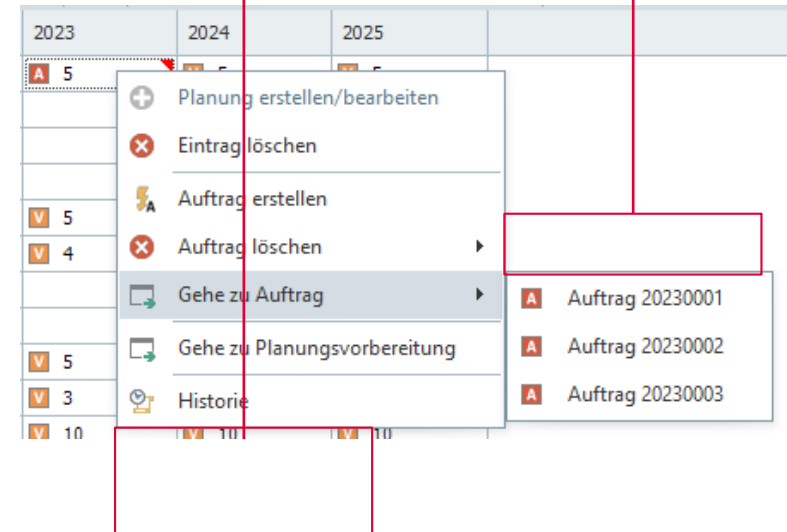 2023 2024 2025
A 5
Planung erstellen/bearbeiten
Eintrag löschen
A Auftrag erstellen
V 5
Auftrag löschen
V 4
Gehe zu Auftrag
A Auftrag 20230001
Gehe zu Planungsvorbereitung
A Auftrag 20230002
V 5
V 3
Historie
A Auftrag 20230003
V 10 V 10 V 10